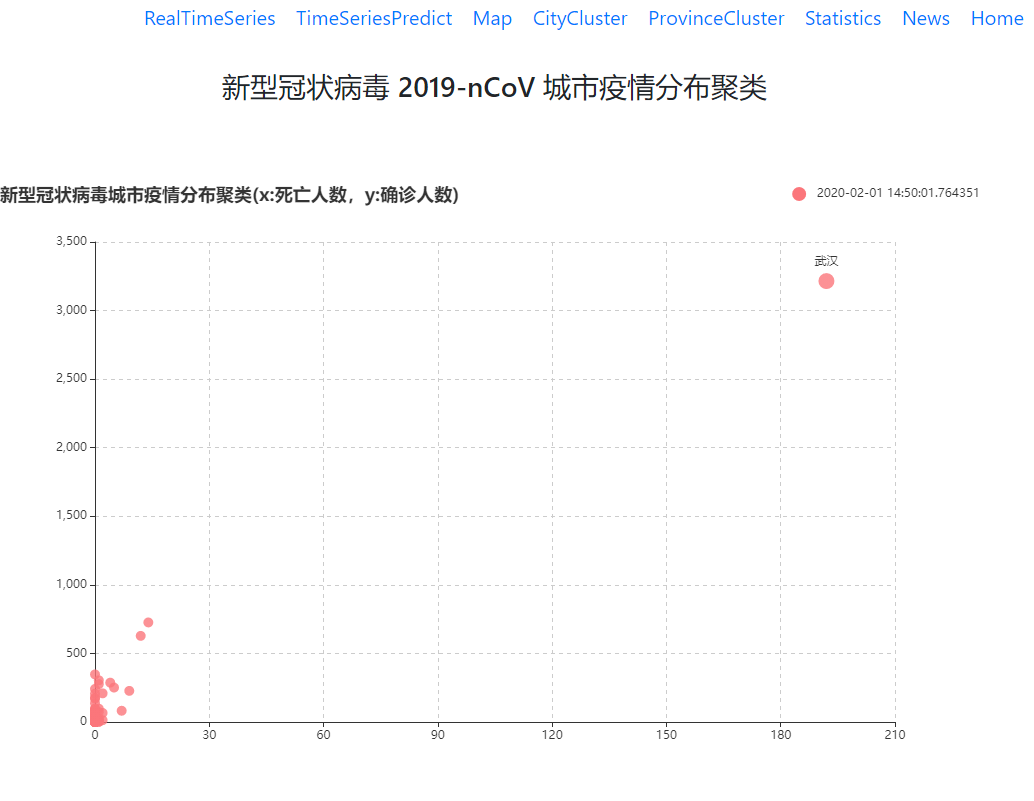 RealTimeSeries TimeSeriesPredict Map CityCluster ProvinceCluster Statistics News Home
新型冠状病毒 2019-nCoV 城市疫情分布聚类
新型冠状病毒城市疫情分布聚类(x:死亡人数，y:确诊人数)
2020-02-01 14:50:01.764351
3,500
武汉
3,000
2,500
2,000
1,500
1,000
500
0
0 30 60 90 120 150 180 210